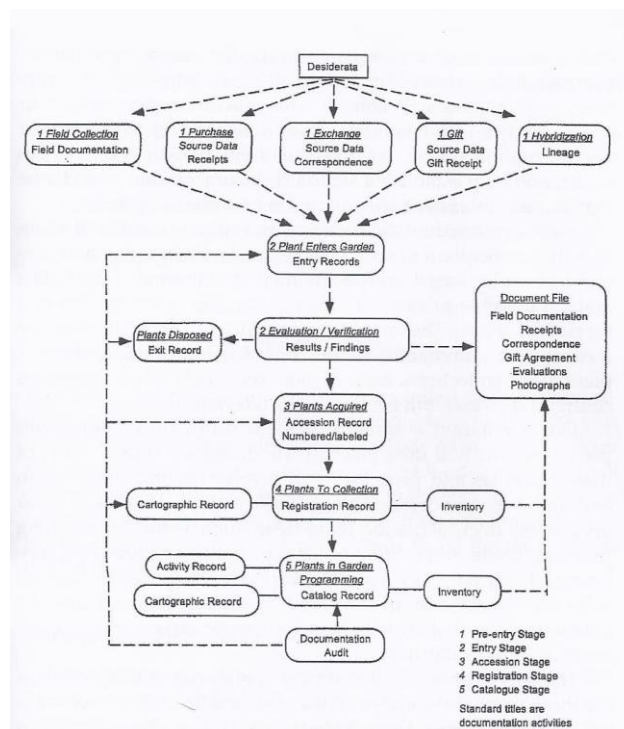 Desiderata
1 Field Collection
Field Documentation
1 Purchase
Source Data
Receipts
1 Exchange
Source Data
Correspondence
1 Gift
Source Data
Gift Receipt
1 Hybridization
Lineage
2 Plant Enters Garden
Entry Records
Plants Disposed
Exit Record
2 Evaluation / Verification
Results / Findings
Document File
Field Documentation
Receipts
Correspondence
Gift Agreement
Evaluations
Photographs
3 Plants Acquired
Accession Record
Numbered/labeled
Cartographic Record
4 Plants To Collection
Registration Record
Inventory
Activity Record
Cartographic Record
5 Plants in Garden
Programming
Catalog Record
Inventory
Documentation
Audit
1 Pre-entry Stage
2 Entry Stage
3 Accession Stage
4 Registration Stage
5 Catalogue Stage
Standard titles are
documentation activities